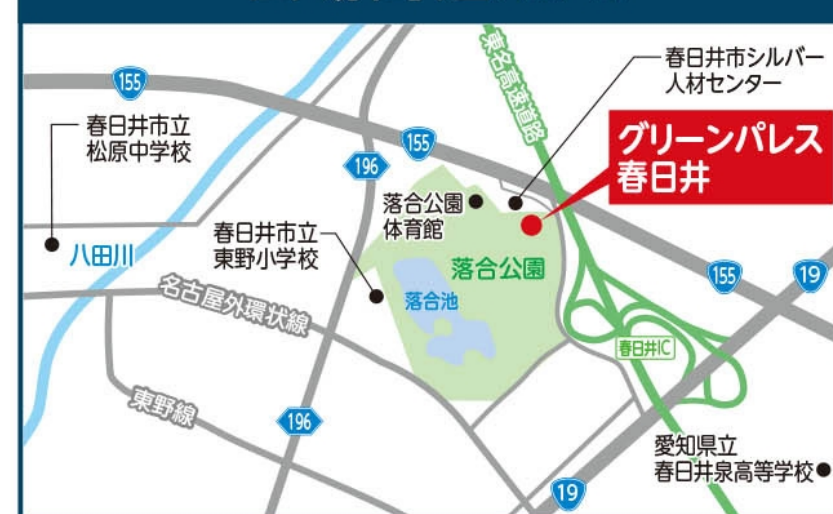 東名高速道路
春日井市シルバー
人材センター
155
春日井市立
松原中学校
グリーンパレス
春日井
155
196
落合公園
体育館
春日井市立
東野小学校
八田川
落合公園
155
19
名古屋外環状線
落合池
春日井IC
東野線
196
愛知県立
春日井泉高等学校
19